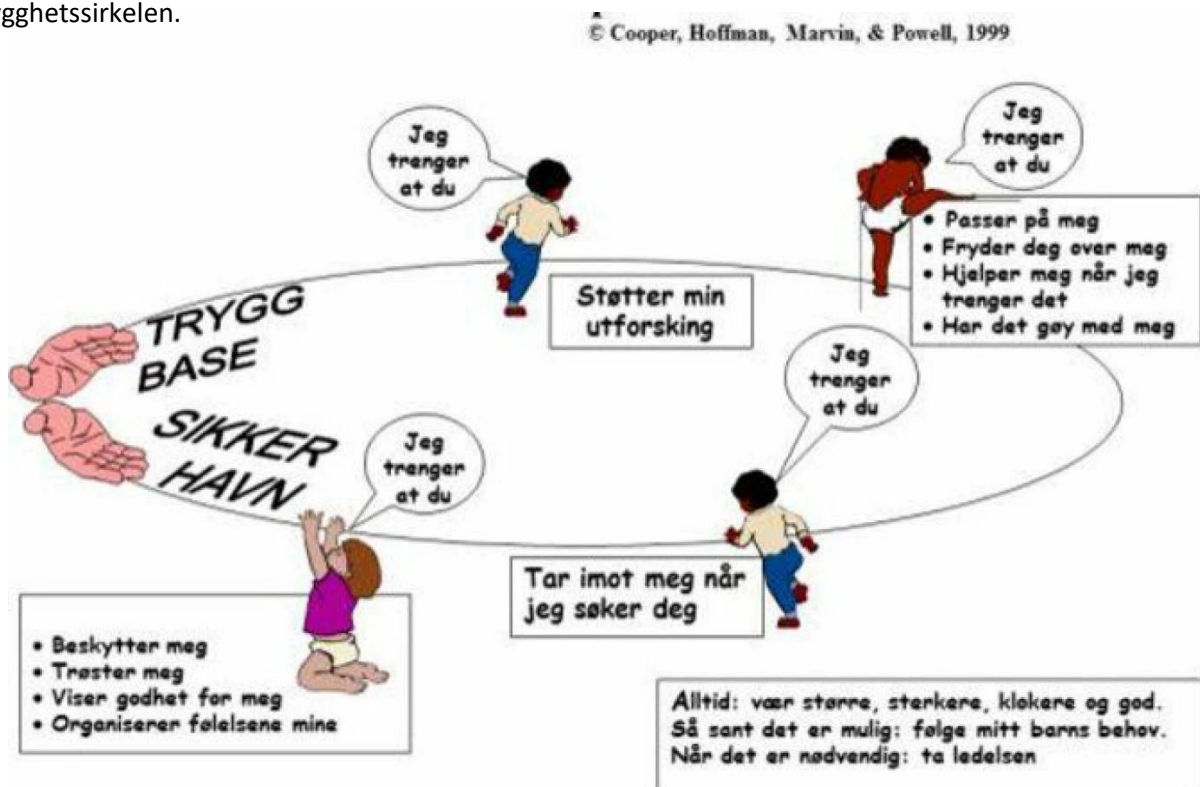 gghetssirkelen.
© Cooper, Hoffman, Marvin, & Powell, 1999
Jeg
trenger
at du
Jeg
trenger
at du
• Passer på meg
• Fryder deg over meg
• Hjelper meg når jeg
trenger det
• Har det gøy med meg
Støtter min
utforsking
TRYGG
BASE
SIKKER
HAVN
Jeg
trenger
at du
Jeg
trenger
at du
Tar imot meg når
jeg søker deg
• Beskytter meg
• Trøster meg
• Viser godhet for meg
• Organiserer følelsene mine
Alltid: vær større, sterkere, klokere og god.
Så sant det er mulig: følge mitt barns behov.
Når det er nødvendig: ta ledelsen